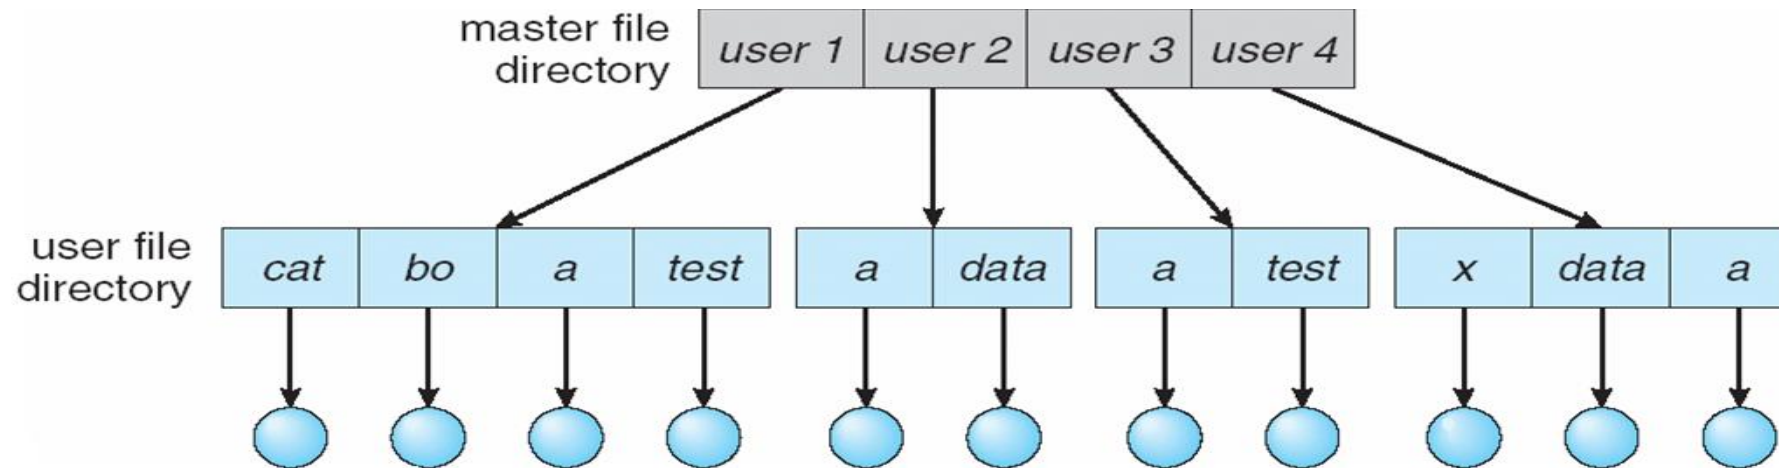 master file
directory
user 1 user 2 user 3 user 4
user file
directory
cat bo a test a data a test x data a